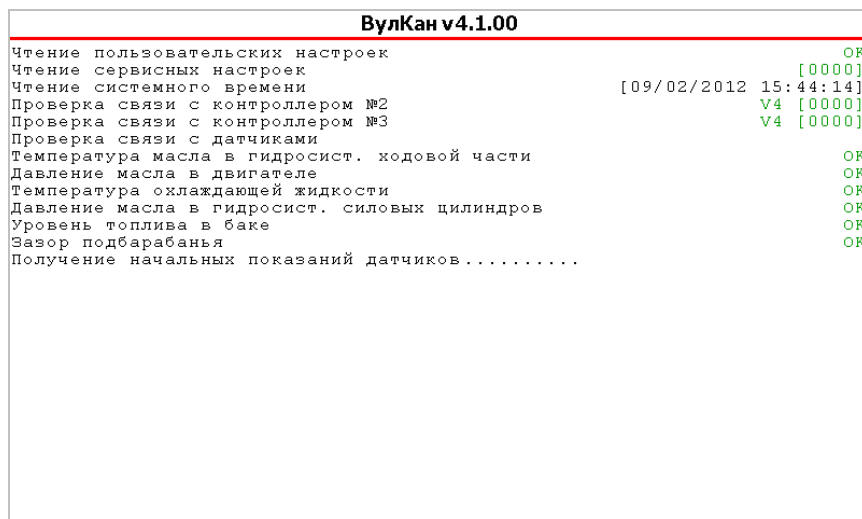 ВулКан v4.1.00
Чтение пользовательских настроек OK
Чтение сервисных настроек [0000]
Чтение системного времени [09/02/2012 15:44:14]
Проверка связи с контроллером №2 V4 [0000]
Проверка связи с контроллером №3 V4 [0000]
Проверка связи с датчиками
Температура масла в гидросист. ходовой части OK
Давление масла в двигателе OK
Температура охлаждающей жидкости OK
Давление масла в гидросист. силовых цилиндров OK
Уровень топлива в баке OK
Зазор подбарабанья OK
Получение начальных показаний датчиков..........